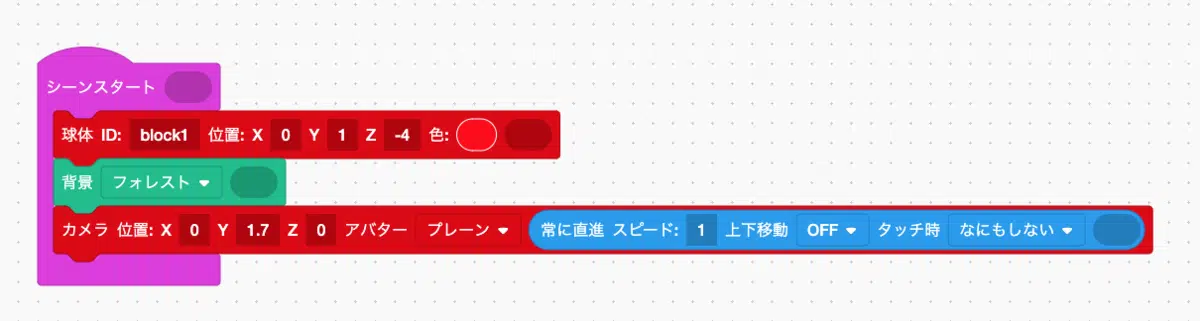 シーンスタート
球体 ID: block1 位置: X 0 Y 1 Z -4 色:
背景 フォレスト
カメラ 位置: X 0 Y 1.7 Z 0 アバター プレーン 常に直進 スピード: 1 上下移動 OFF タッチ時 なにもしない